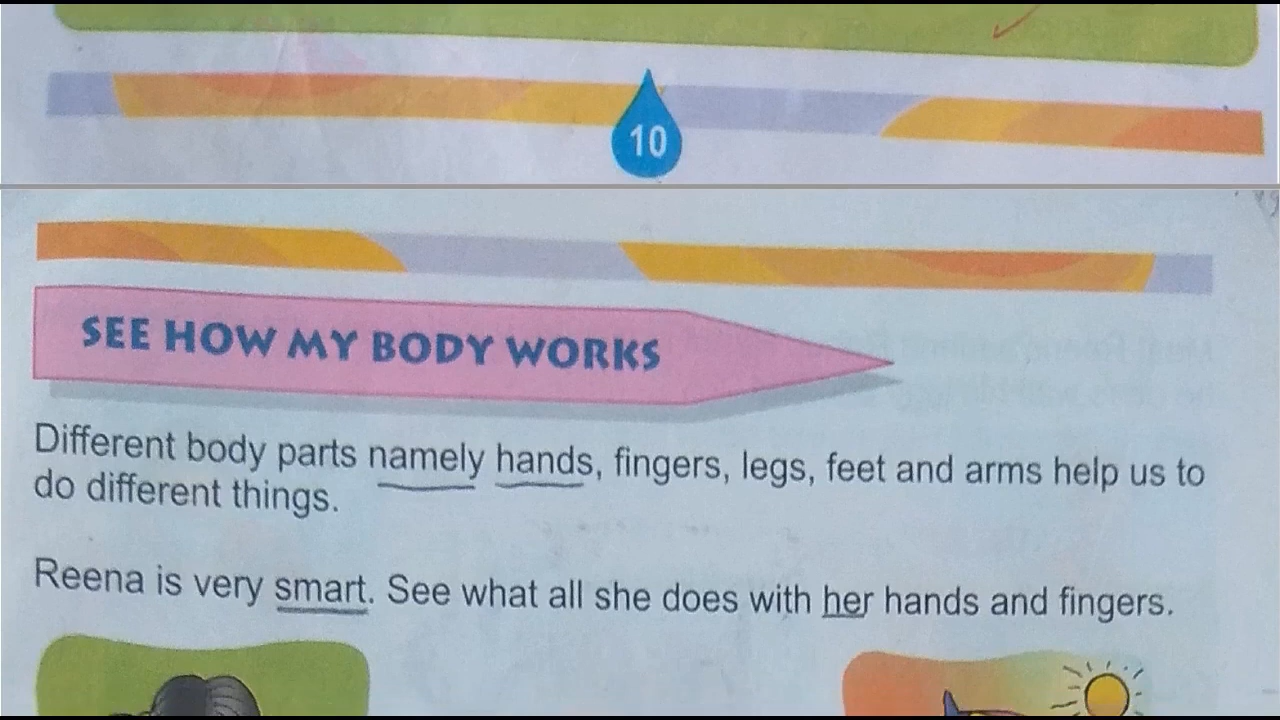 10
SEE HOW MY BODY WORKS
Different body parts namely hands, fingers, legs, feet and arms help us to
do different things.
Reena is very smart. See what all she does with her hands and fingers.